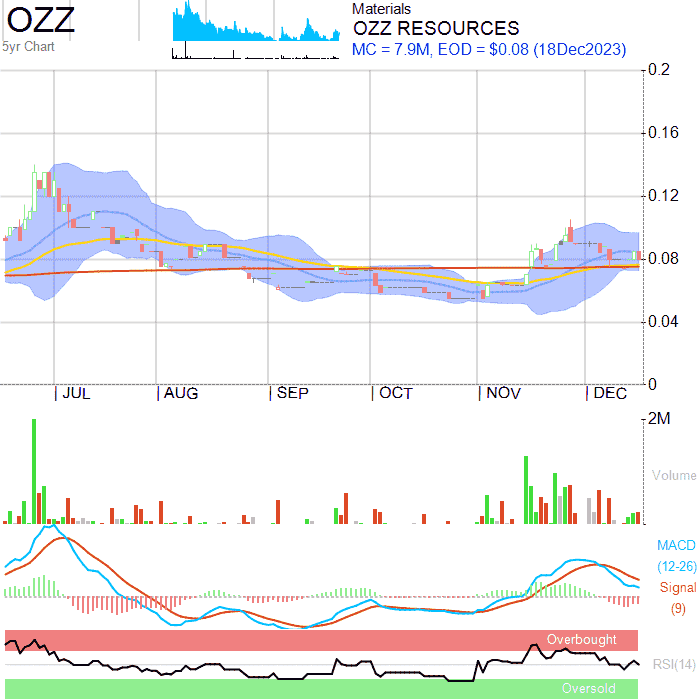 OZZ
5yr Chart
Materials
OZZ RESOURCES
MC = 7.9M, EOD = $0.08 (18Dec2023)
0.2
0.16
0.12
0.08
0.04
0
JUL AUG SEP OCT NOV DEC
2M
Volume
MACD
(12-26)
Signal
(9)
Overbought
RSI(14)
Oversold